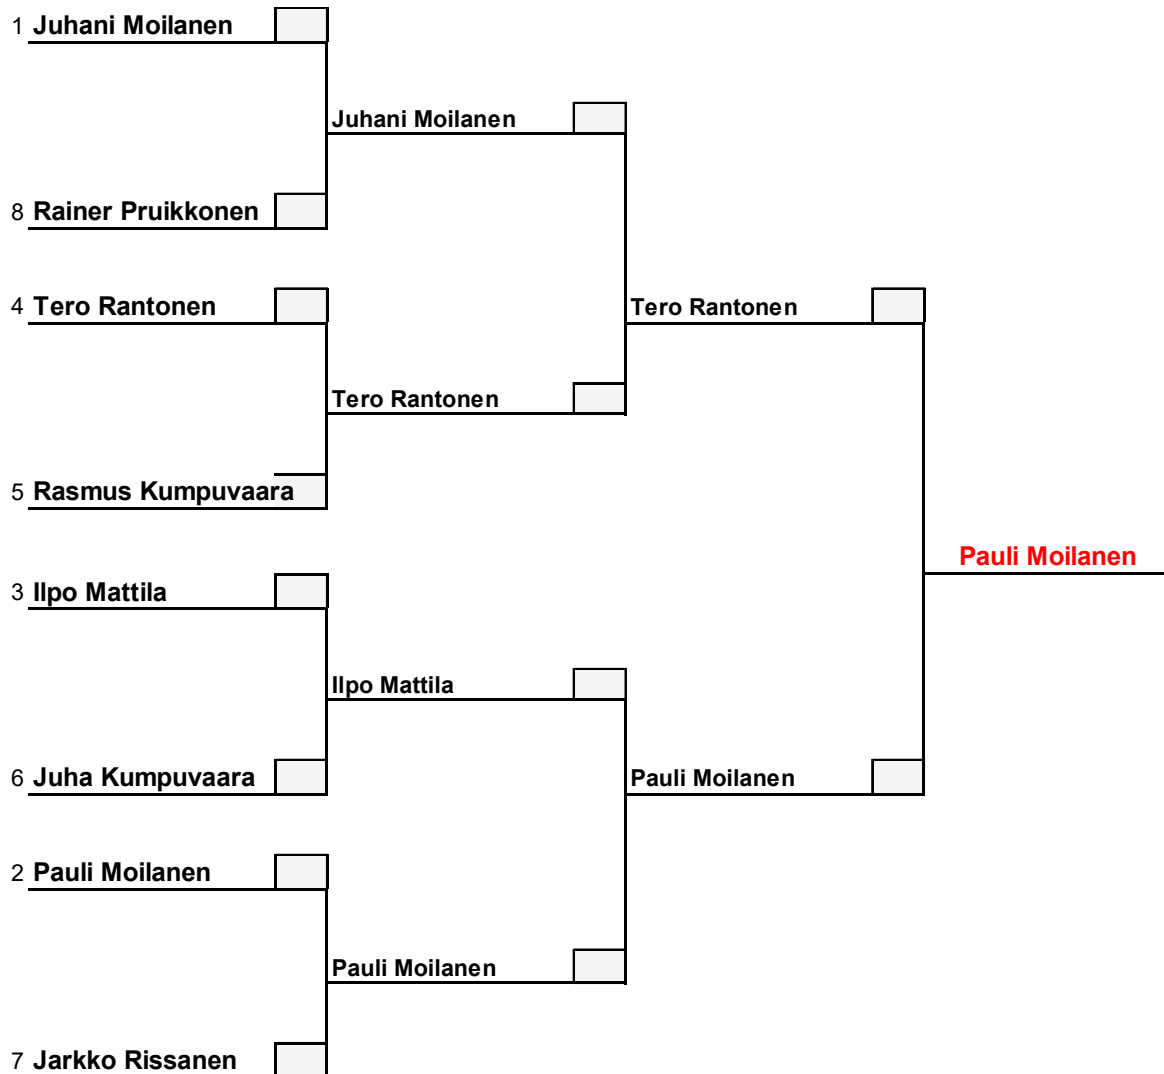 1 Juhani Moilanen
Juhani Moilanen
8 Rainer Pruikkonen
4 Tero Rantonen
Tero Rantonen
Tero Rantonen
5 Rasmus Kumpuvaara
Pauli Moilanen
3 Ilpo Mattila
Ilpo Mattila
6 Juha Kumpuvaara
Pauli Moilanen
2 Pauli Moilanen
Pauli Moilanen
7 Jarkko Rissanen